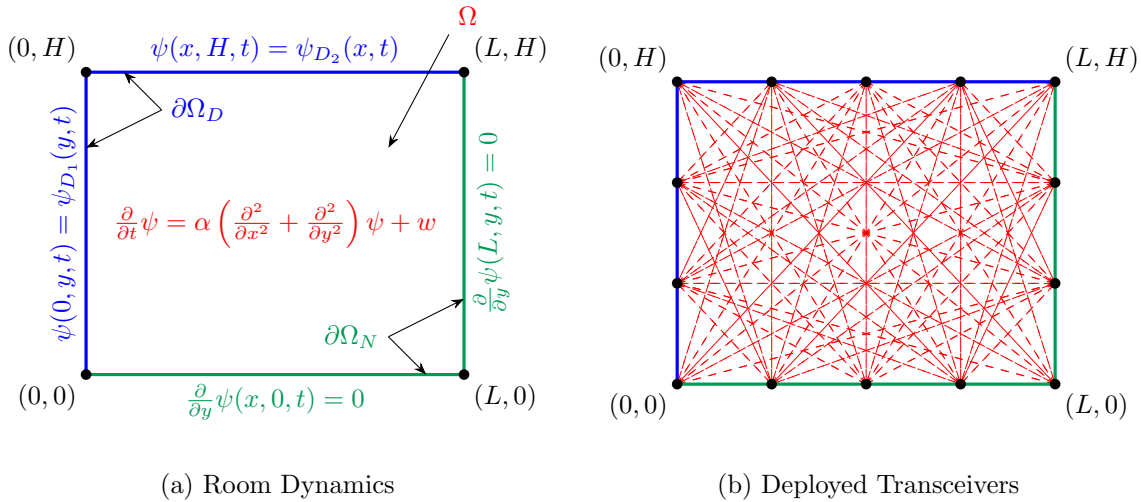 (0, H)
ψ(x, H, t) = ψ_{D_2}(x, t)
Ω
(L, H)
∂Ω_D
ψ(0, y, t) = ψ_{D_1}(y, t)
∂/∂t ψ = α (∂²/∂x² + ∂²/∂y²) ψ + w
∂/∂y ψ(L, y, t) = 0
∂Ω_N
(0, 0)
∂/∂y ψ(x, 0, t) = 0
(L, 0)
(a) Room Dynamics
(0, H)
(L, H)
(0, 0)
(L, 0)
(b) Deployed Transceivers